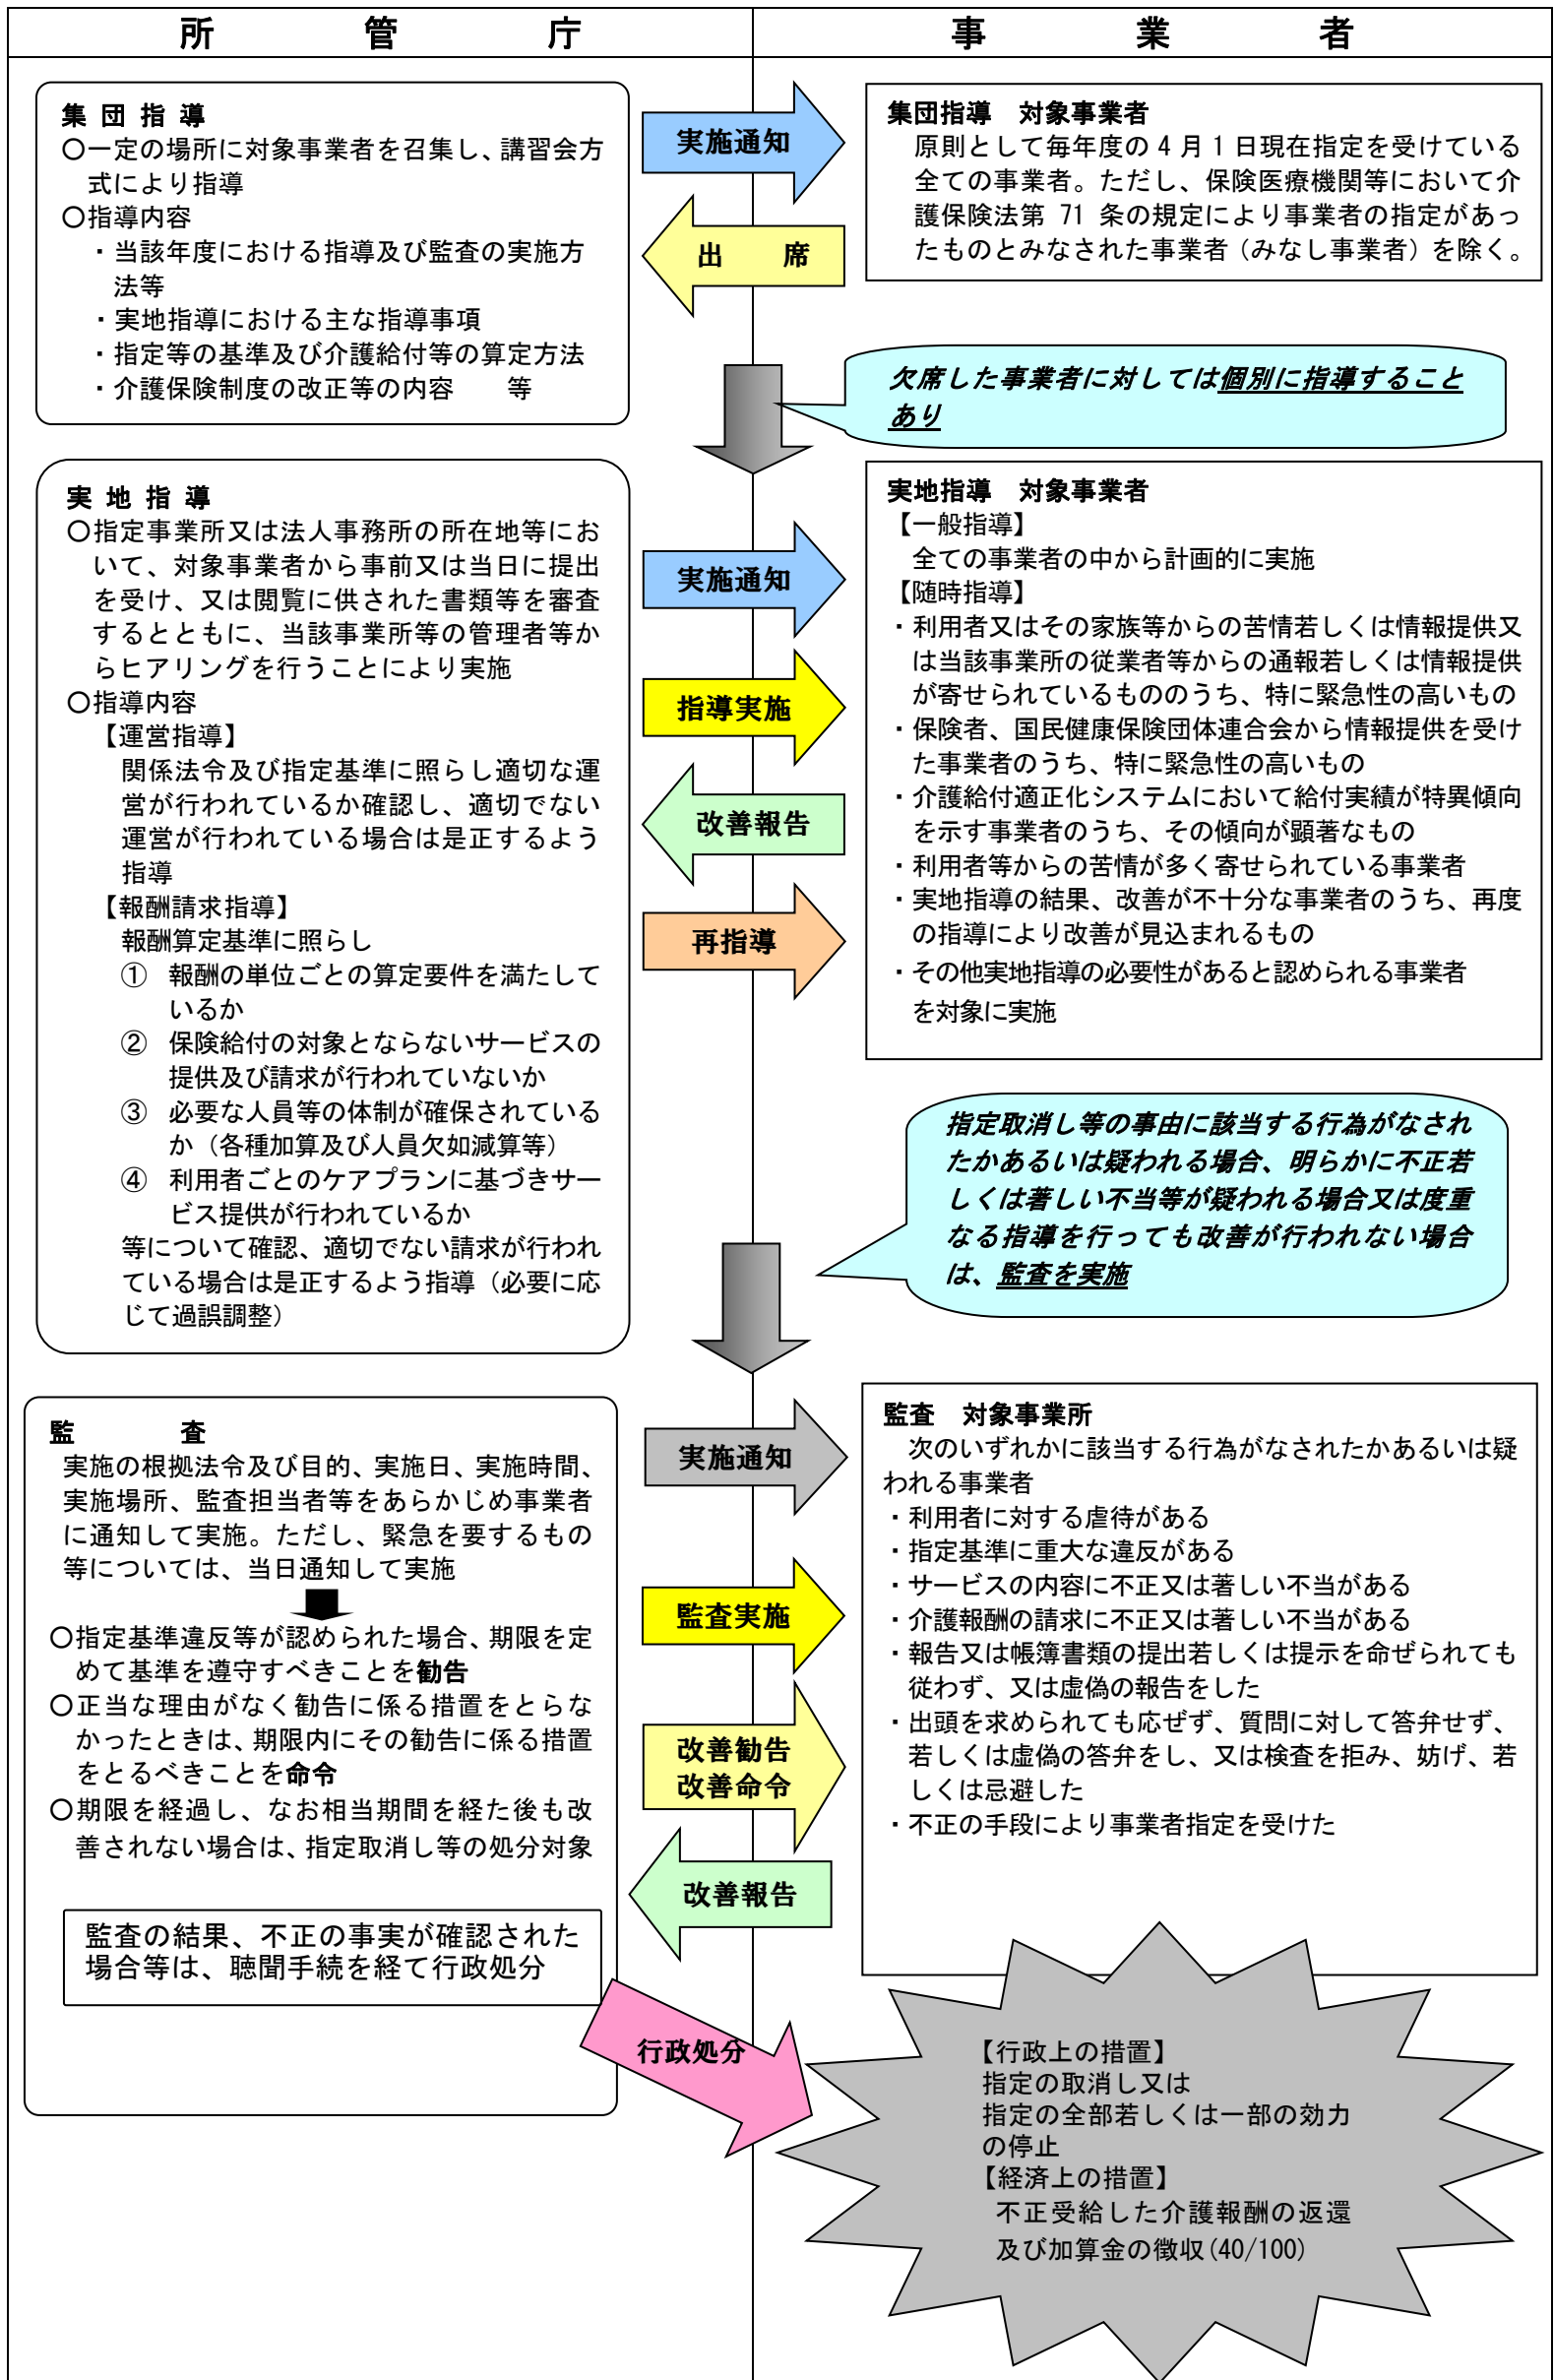 所管庁
事業者
集団指導
〇一定の場所に対象事業者を召集し、講習会方
式により指導
〇指導内容
・当該年度における指導及び監査の実施方
法等
・実地指導における主な指導事項
・指定等の基準及び介護給付等の算定方法
・介護保険制度の改正等の内容　　等
実施通知
出　　席
集団指導　対象事業者
原則として毎年度の４月１日現在指定を受けている
全ての事業者。ただし、保険医療機関等において介
護保険法第 71 条の規定により事業者の指定があっ
たものとみなされた事業者（みなし事業者）を除く。
欠席した事業者に対しては個別に指導すること
あり
実地指導
〇指定事業所又は法人事務所の所在地等にお
いて、対象事業者から事前又は当日に提出
を受け、又は閲覧に供された書類等を審査
するとともに、当該事業所等の管理者等か
らヒアリングを行うことにより実施
〇指導内容
【運営指導】
関係法令及び指定基準に照らし適切な運
営が行われているか確認し、適切でない
運営が行われている場合は是正するよう
指導
【報酬請求指導】
報酬算定基準に照らし
①　報酬の単位ごとの算定要件を満たして
いるか
②　保険給付の対象とならないサービスの
提供及び請求が行われていないか
③　必要な人員等の体制が確保されている
か（各種加算及び人員欠如減算等）
④　利用者ごとのケアプランに基づきサー
ビス提供が行われているか
等について確認、適切でない請求が行われ
ている場合は是正するよう指導（必要に応
じて過誤調整）
実施通知
指導実施
改善報告
再指導
実地指導　対象事業者
【一般指導】
全ての事業者の中から計画的に実施
【随時指導】
・利用者又はその家族等からの苦情若しくは情報提供又
は当該事業所の従業者等からの通報若しくは情報提供
が寄せられているもののうち、特に緊急性の高いもの
・保険者、国民健康保険団体連合会から情報提供を受け
た事業者のうち、特に緊急性の高いもの
・介護給付適正化システムにおいて給付実績が特異傾向
を示す事業者のうち、その傾向が顕著なもの
・利用者等からの苦情が多く寄せられている事業者
・実地指導の結果、改善が不十分な事業者のうち、再度
の指導により改善が見込まれるもの
・その他実地指導の必要性があると認められる事業者
を対象に実施
指定取消し等の事由に該当する行為がなされ
たかあるいは疑われる場合、明らかに不正若
しくは著しい不当等が疑われる場合又は度重
なる指導を行っても改善が行われない場合
は、監査を実施
監　　　査
実施の根拠法令及び目的、実施日、実施時間、
実施場所、監査担当者等をあらかじめ事業者
に通知して実施。ただし、緊急を要するもの
等については、当日通知して実施
〇指定基準違反等が認められた場合、期限を定
めて基準を遵守すべきことを勧告
〇正当な理由がなく勧告に係る措置をとらな
かったときは、期限内にその勧告に係る措置
をとるべきことを命令
〇期限を経過し、なお相当期間を経た後も改
善されない場合は、指定取消し等の処分対象
監査の結果、不正の事実が確認された
場合等は、聴聞手続を経て行政処分
実施通知
監査実施
改善勧告
改善命令
改善報告
行政処分
監査　対象事業所
次のいずれかに該当する行為がなされたかあるいは疑
われる事業者
・利用者に対する虐待がある
・指定基準に重大な違反がある
・サービスの内容に不正又は著しい不当がある
・介護報酬の請求に不正又は著しい不当がある
・報告又は帳簿書類の提出若しくは提示を命ぜられても
従わず、又は虚偽の報告をした
・出頭を求められても応ぜず、質問に対して答弁せず、
若しくは虚偽の答弁をし、又は検査を拒み、妨げ、若
しくは忌避した
・不正の手段により事業者指定を受けた
【行政上の措置】
指定の取消し又は
指定の全部若しくは一部の効力
の停止
【経済上の措置】
不正受給した介護報酬の返還
及び加算金の徴収(40/100)